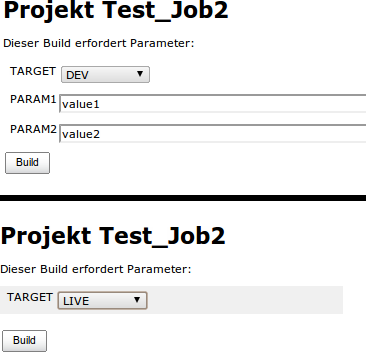 Projekt Test_Job2
Dieser Build erfordert Parameter:
TARGET DEV
PARAM1 value1
PARAM2 value2
Build
Projekt Test_Job2
Dieser Build erfordert Parameter:
TARGET LIVE
Build